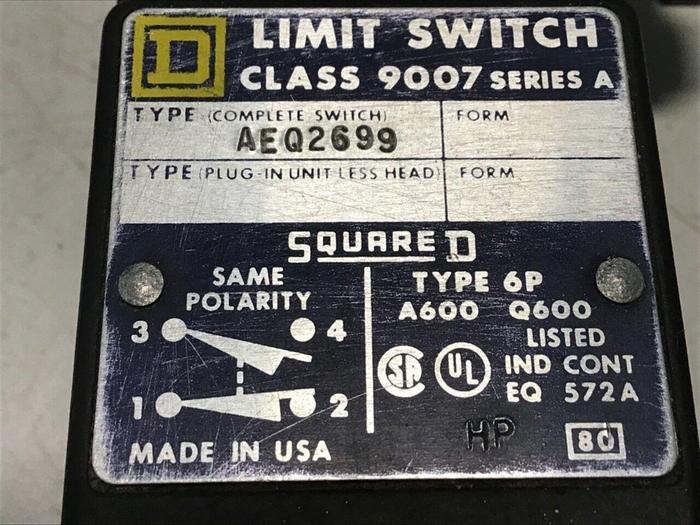 D LIMIT SWITCH
CLASS 9007 SERIES A
TYPE (COMPLETE SWITCH) FORM
AEQ2699
TYPE (PLUG-IN UNIT LESS HEAD) FORM
SQUARE D
SAME
POLARITY
3 4
1 2
MADE IN USA
TYPE 6P
A600 Q600
LISTED
SA UL IND CONT
EQ 572A
HP 80